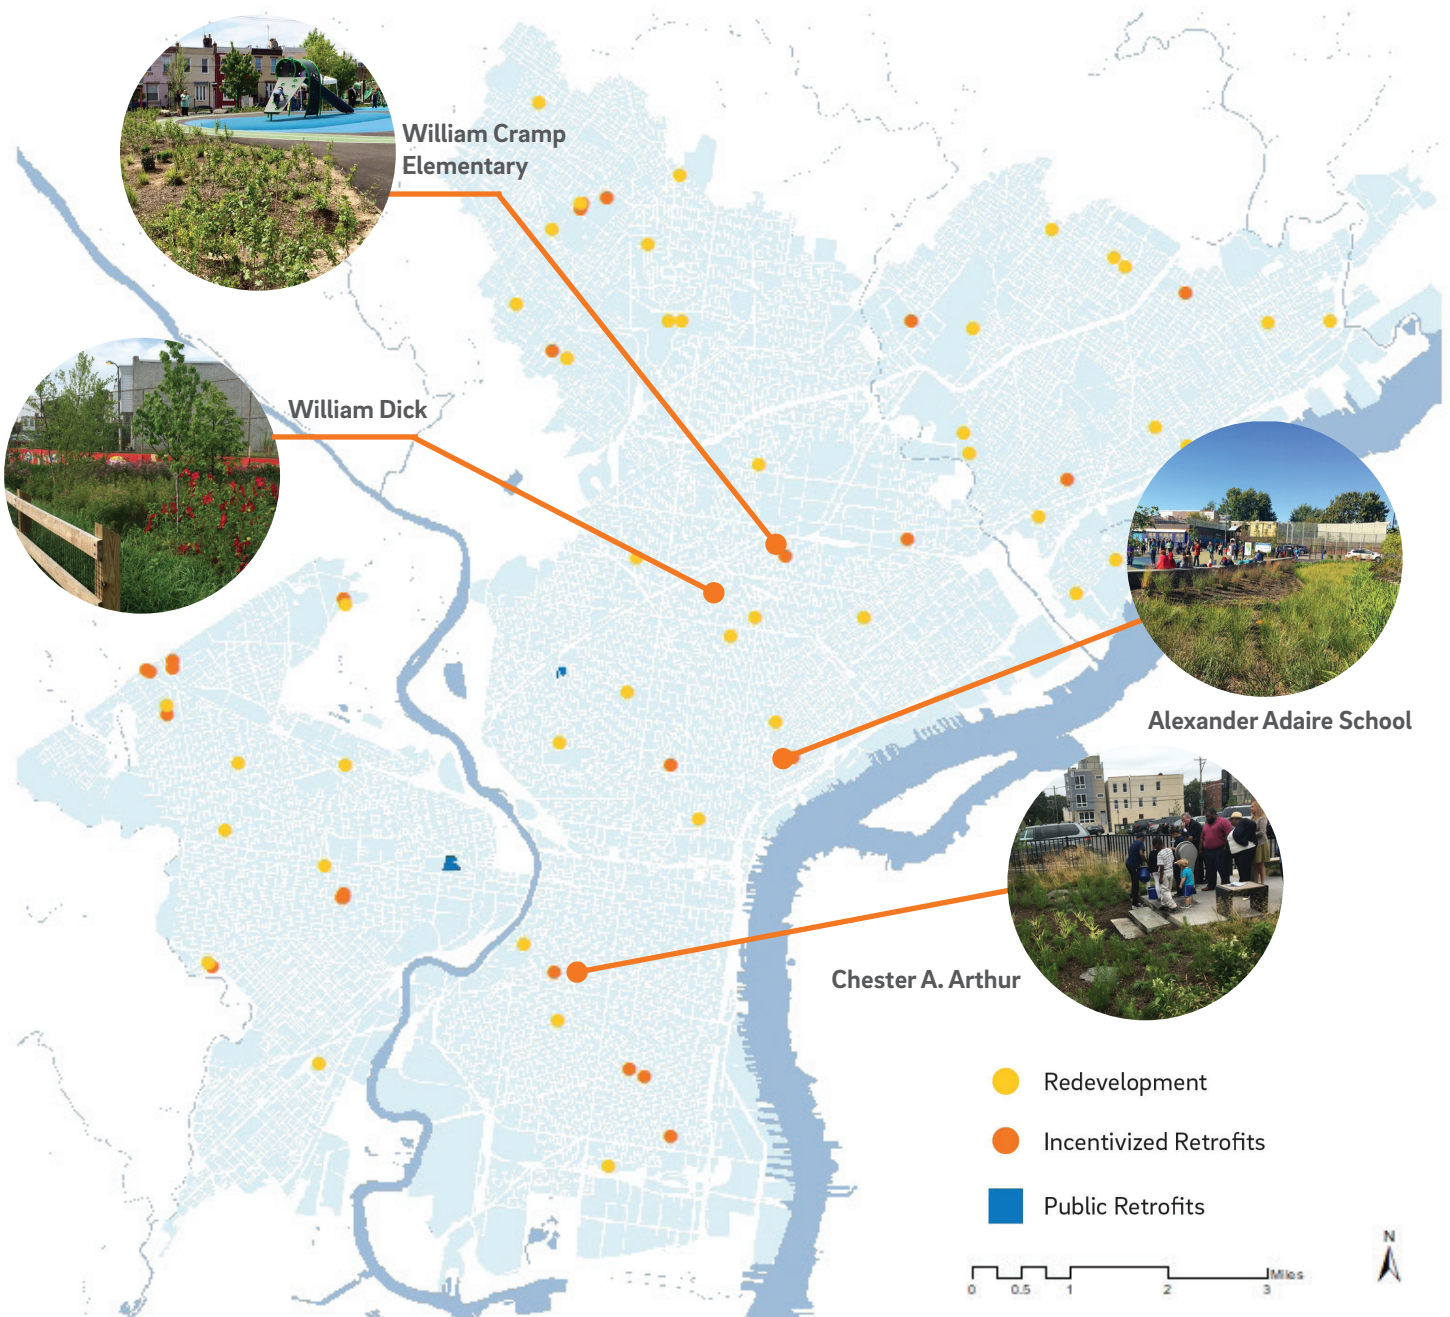 William Cramp
Elementary
William Dick
Alexander Adaire School
Chester A. Arthur
Redevelopment
Incentivized Retrofits
Public Retrofits
N
Miles
0 0.5 1 2 3